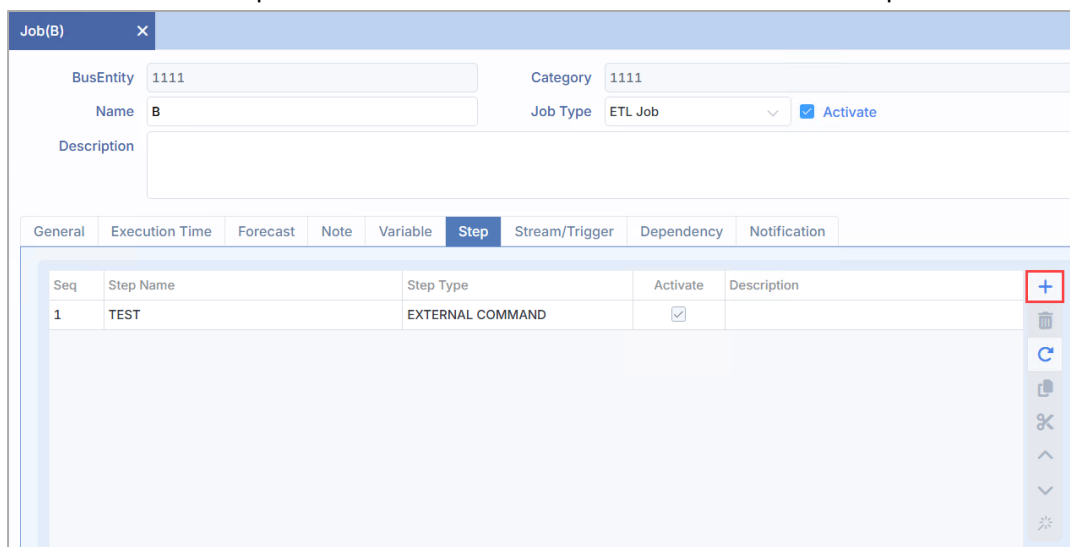 Job(B)
BusEntity 1111 Category 1111
Name B Job Type ETL Job Activate
Description
General Execution Time Forecast Note Variable Step Stream/Trigger Dependency Notification
Seq Step Name Step Type Activate Description
1 TEST EXTERNAL COMMAND